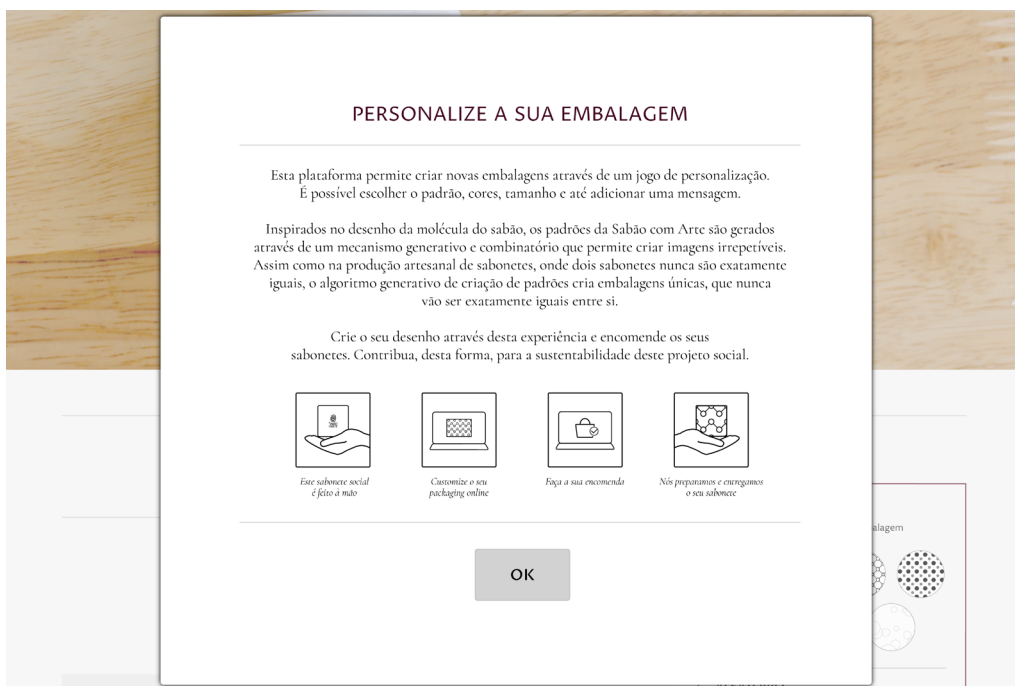 PERSONALIZE A SUA EMBALAGEM
Esta plataforma permite criar novas embalagens através de um jogo de personalização.
É possível escolher o padrão, cores, tamanho e até adicionar uma mensagem.
Inspirados no desenho da molécula do sabão, os padrões da Sabão com Arte são gerados
através de um mecanismo generativo e combinatório que permite criar imagens irrepetíveis.
Assim como na produção artesanal de sabonetes, onde dois sabonetes nunca são exatamente
iguais, o algoritmo generativo de criação de padrões cria embalagens únicas, que nunca
vão ser exatamente iguais entre si.
Crie o seu desenho através desta experiência e encomende os seus
sabonetes. Contribua, desta forma, para a sustentabilidade deste projeto social.
Este sabonete social
é feito à mão
Customize o seu
packaging online
Faça a sua encomenda
Nós preparamos e entregamos
o seu sabonete
alagem
OK